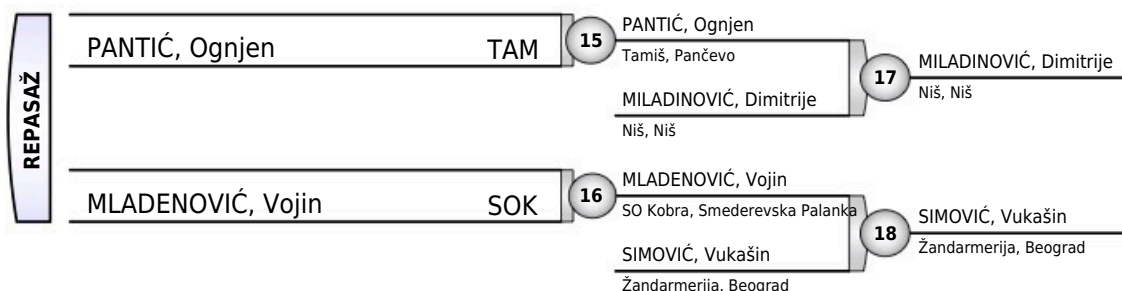 REPASAŽ
PANTIĆ, Ognjen TAM
15
PANTIĆ, Ognjen
Tamiš, Pančevo
MILADINOVIĆ, Dimitrije
Niš, Niš
17
MILADINOVIĆ, Dimitrije
Niš, Niš
MLADENOVIĆ, Vojin SOK
16
MLADENOVIĆ, Vojin
SO Kobra, Smederevska Palanka
SIMOVIĆ, Vukašin
Žandarmerija, Beograd
18
SIMOVIĆ, Vukašin
Žandarmerija, Beograd